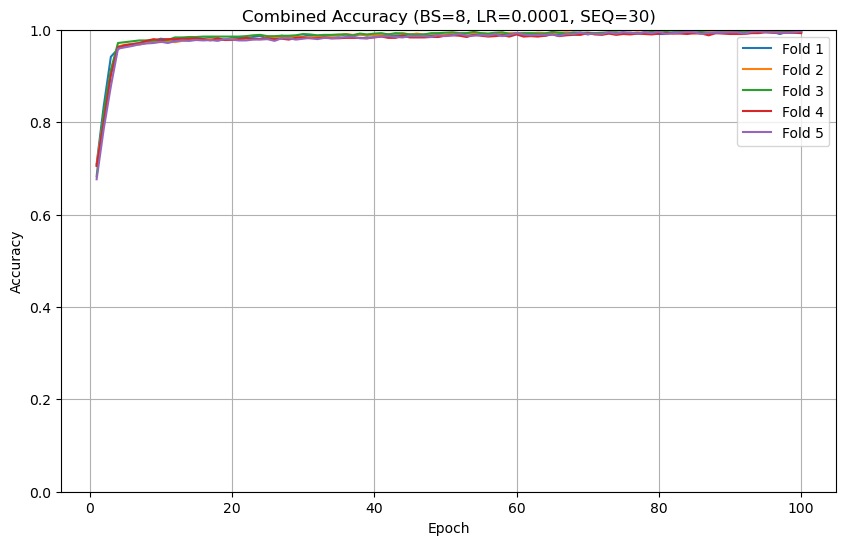 Combined Accuracy (BS=8, LR=0.0001, SEQ=30)
Accuracy
1.0
0.8
0.6
0.4
0.2
0.0
Fold 1
Fold 2
Fold 3
Fold 4
Fold 5
0 20 40 60 80 100
Epoch